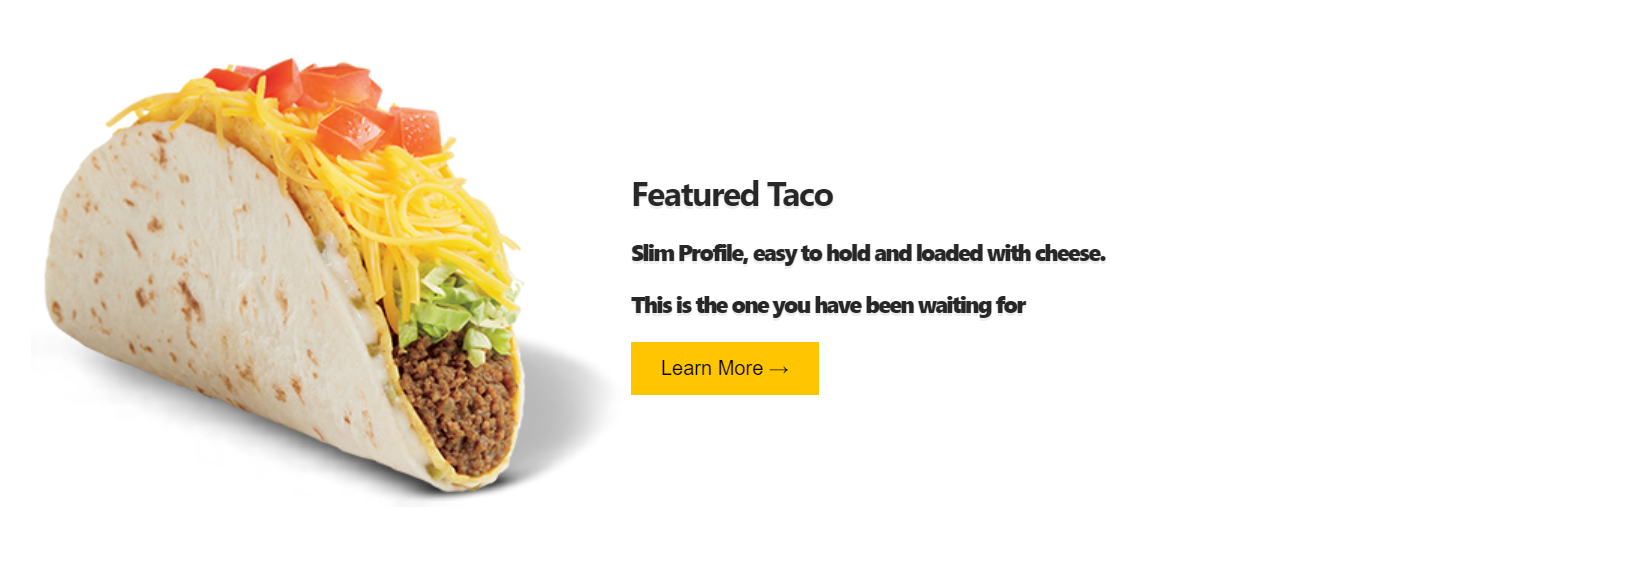 Featured Taco
Slim Profile, easy to hold and loaded with cheese.
This is the one you have been waiting for
Learn More →